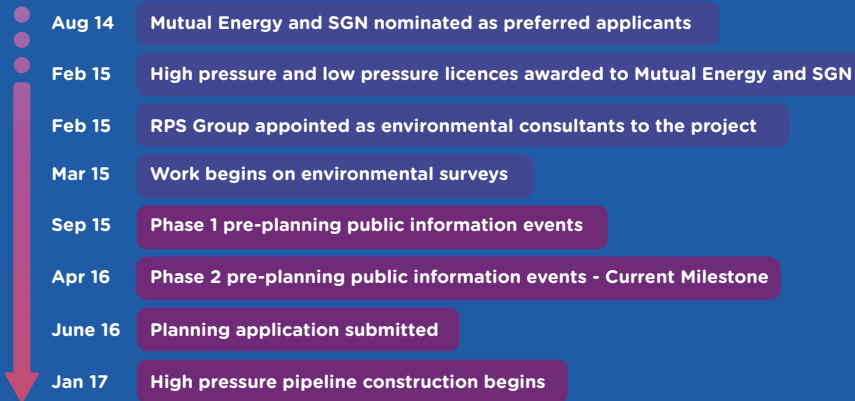 Aug 14 Mutual Energy and SGN nominated as preferred applicants
Feb 15 High pressure and low pressure licences awarded to Mutual Energy and SGN
Feb 15 RPS Group appointed as environmental consultants to the project
Mar 15 Work begins on environmental surveys
Sep 15 Phase 1 pre-planning public information events
Apr 16 Phase 2 pre-planning public information events - Current Milestone
June 16 Planning application submitted
Jan 17 High pressure pipeline construction begins